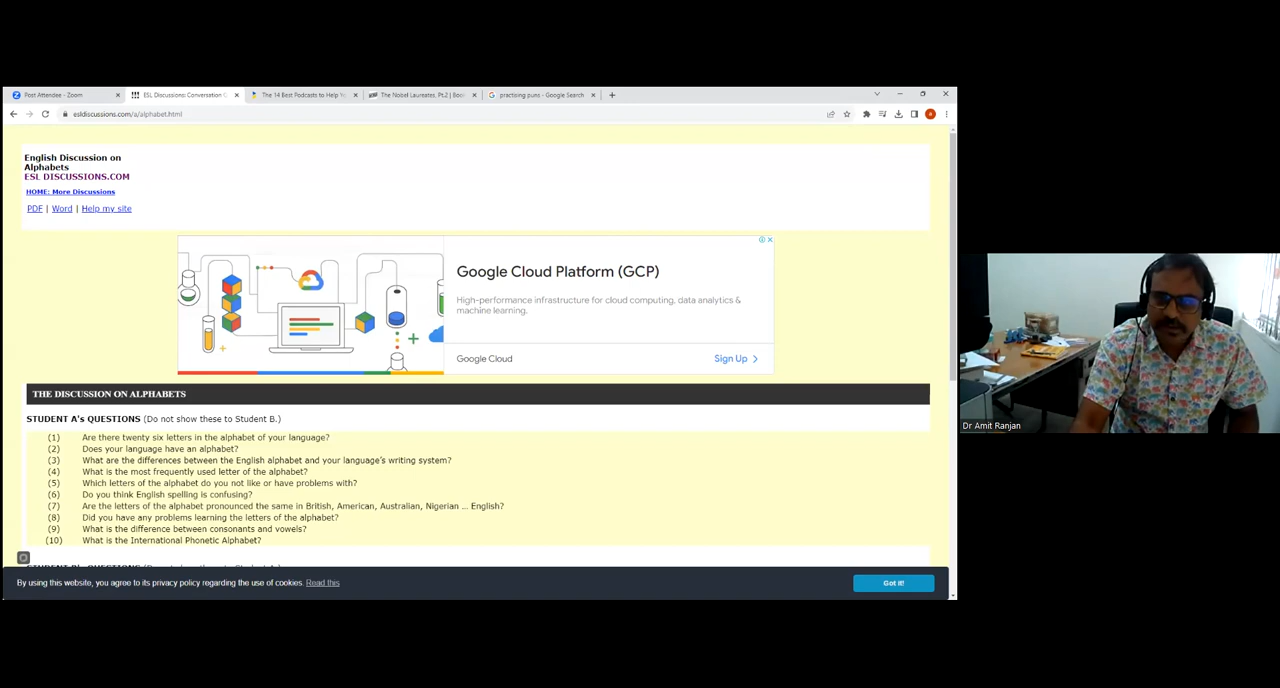 Post Attendee - Zoom
ESL Discussions: Conversation
The 14 Best Podcasts to Help
The Nobel Laureates, Pt.2 |
practising puns - Google Search
esldiscussions.com/a/alphabet.html
a
English Discussion on
Alphabets
ESL DISCUSSIONS.COM
HOME: More Discussions
PDF | Word | Help my site
Google Cloud Platform (GCP)
High-performance infrastructure for cloud computing, data analytics &
machine learning.
Google Cloud
Sign Up
THE DISCUSSION ON ALPHABETS
STUDENT A's QUESTIONS (Do not show these to Student B.)
(1) Are there twenty six letters in the alphabet of your language?
(2) Does your language have an alphabet?
(3) What are the differences between the English alphabet and your language's writing system?
(4) What is the most frequently used letter of the alphabet?
(5) Which letters of the alphabet do you not like or have problems with?
(6) Do you think English spelling is confusing?
(7) Are the letters of the alphabet pronounced the same in British, American, Australian, Nigerian ... English?
(8) Did you have any problems learning the letters of the alphabet?
(9) What is the difference between consonants and vowels?
(10) What is the International Phonetic Alphabet?
By using this website, you agree to its privacy policy regarding the use of cookies. Read this
Got it!
Dr Amit Ranjan